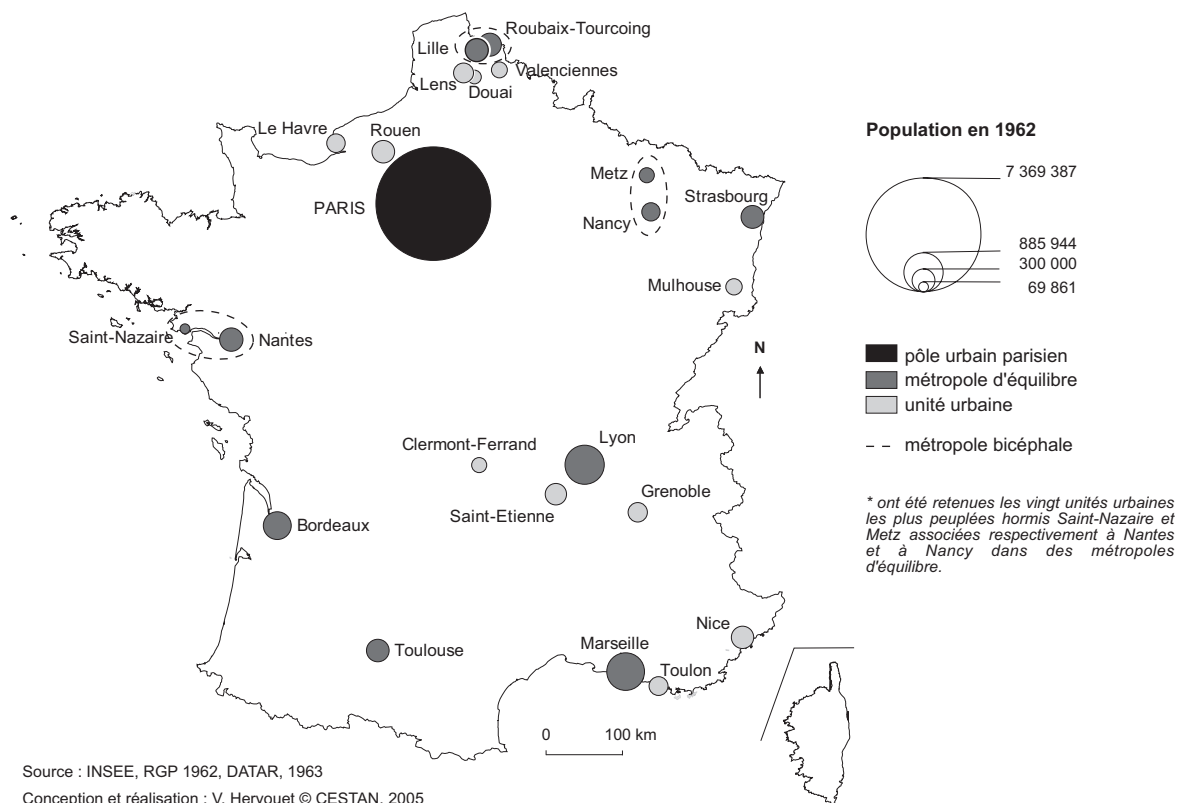 Roubaix-Tourcoing
Lille
Valenciennes
Lens
Douai
Le Havre
Rouen
PARIS
Metz
Strasbourg
Nancy
Mulhouse
Saint-Nazaire
Nantes
N
Clermont-Ferrand
Lyon
Saint-Etienne
Grenoble
Bordeaux
Toulouse
Nice
Marseille
Toulon
0 100 km
Population en 1962
7 369 387
885 944
300 000
69 861
pôle urbain parisien
métropole d'équilibre
unité urbaine
métropole bicéphale
* ont été retenues les vingt unités urbaines
les plus peuplées hormis Saint-Nazaire et
Metz associées respectivement à Nantes
et à Nancy dans des métropoles
d'équilibre.
Source : INSEE, RGP 1962, DATAR, 1963
Conception et réalisation : V. Hervouet © CESTAN, 2005